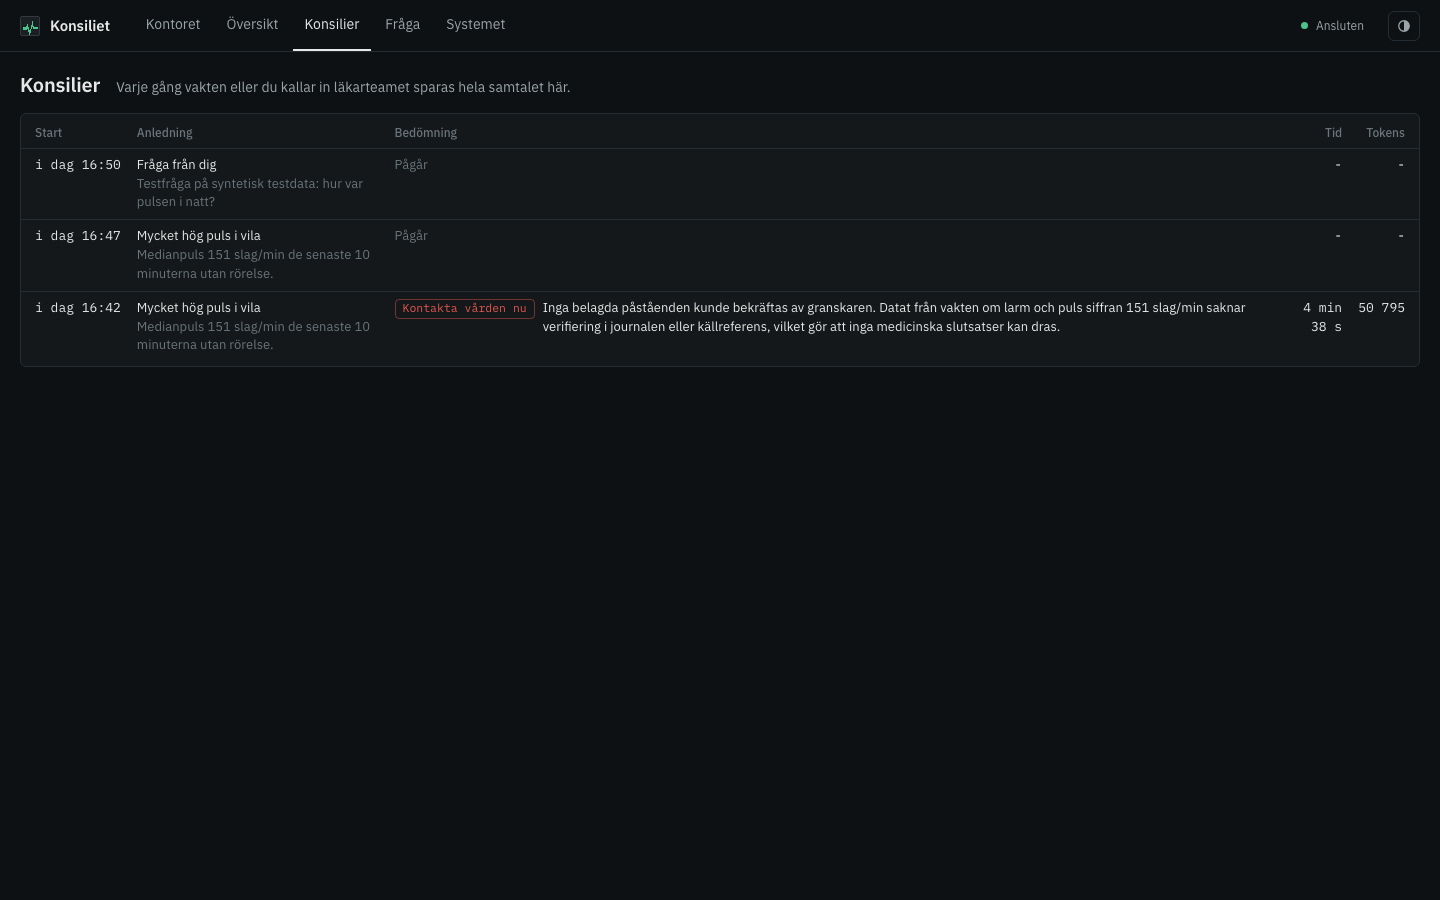 Konsiliet Kontoret Översikt Konsilier Fråga Systemet Ansluten
Konsilier Varje gång vakten eller du kallar in läkarteamet sparas hela samtalet här.
Start Anledning Bedömning Tid Tokens
i dag 16:50 Fråga från dig Pågår - -
Testfråga på syntetisk testdata: hur var
pulsen i natt?
i dag 16:47 Mycket hög puls i vila Pågår - -
Medianpuls 151 slag/min de senaste 10
minuterna utan rörelse.
i dag 16:42 Mycket hög puls i vila Kontakta vården nu Inga belagda påståenden kunde bekräftas av granskaren. Datat från vakten om larm och puls siffran 151 slag/min saknar 4 min 50 795
Medianpuls 151 slag/min de senaste 10 verifiering i journalen eller källreferens, vilket gör att inga medicinska slutsatser kan dras. 38 s
minuterna utan rörelse.